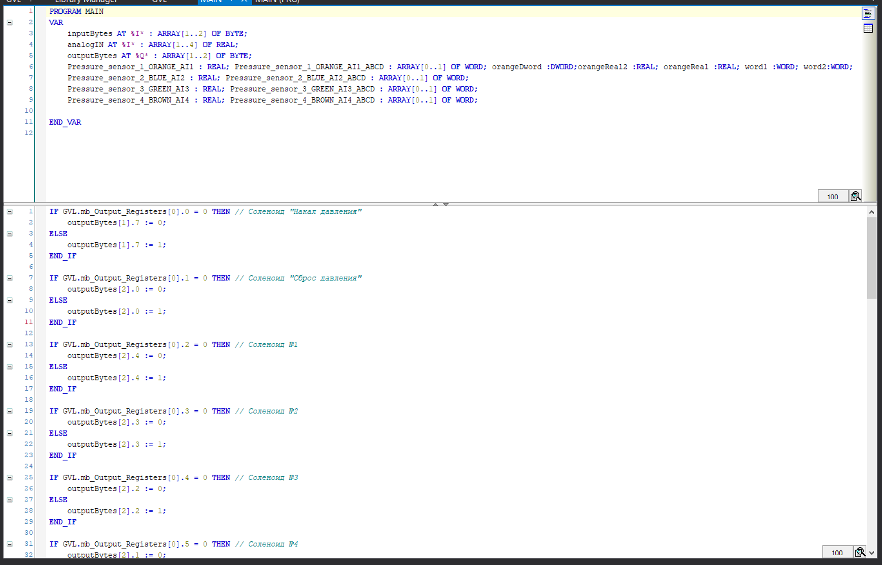 Library Manager GVL MAIN MAIN (PRG)
1 PROGRAM MAIN
2 VAR
3 inputBytes AT %I* : ARRAY[1..2] OF BYTE;
4 analogIN AT %I* : ARRAY[1..4] OF REAL;
5 outputBytes AT %Q* : ARRAY[1..2] OF BYTE;
6 Pressure_sensor_1_ORANGE_AI1 : REAL; Pressure_sensor_1_ORANGE_AI1_ABCD : ARRAY[0..1] OF WORD; orangeDword :DWORD;orangeReal2 :REAL; orangeReal :REAL; word1 :WORD; word2:WORD;
7 Pressure_sensor_2_BLUE_AI2 : REAL; Pressure_sensor_2_BLUE_AI2_ABCD : ARRAY[0..1] OF WORD;
8 Pressure_sensor_3_GREEN_AI3 : REAL; Pressure_sensor_3_GREEN_AI3_ABCD : ARRAY[0..1] OF WORD;
9 Pressure_sensor_4_BROWN_AI4 : REAL; Pressure_sensor_4_BROWN_AI4_ABCD : ARRAY[0..1] OF WORD;
10
11 END_VAR
12
100
1 IF GVL.mb_Output_Registers[0].0 = 0 THEN // Соленоид "Накал давления"
2 outputBytes[1].7 := 0;
3 ELSE
4 outputBytes[1].7 := 1;
5 END_IF
6
7 IF GVL.mb_Output_Registers[0].1 = 0 THEN // Соленоид "Сброс давления"
8 outputBytes[2].0 := 0;
9 ELSE
10 outputBytes[2].0 := 1;
11 END_IF
12
13 IF GVL.mb_Output_Registers[0].2 = 0 THEN // Соленоид №1
14 outputBytes[2].4 := 0;
15 ELSE
16 outputBytes[2].4 := 1;
17 END_IF
18
19 IF GVL.mb_Output_Registers[0].3 = 0 THEN // Соленоид №2
20 outputBytes[2].3 := 0;
21 ELSE
22 outputBytes[2].3 := 1;
23 END_IF
24
25 IF GVL.mb_Output_Registers[0].4 = 0 THEN // Соленоид №3
26 outputBytes[2].2 := 0;
27 ELSE
28 outputBytes[2].2 := 1;
29 END_IF
30
31 IF GVL.mb_Output_Registers[0].5 = 0 THEN // Соленоид №4
32 outputBytes[2].1 := 0;
100